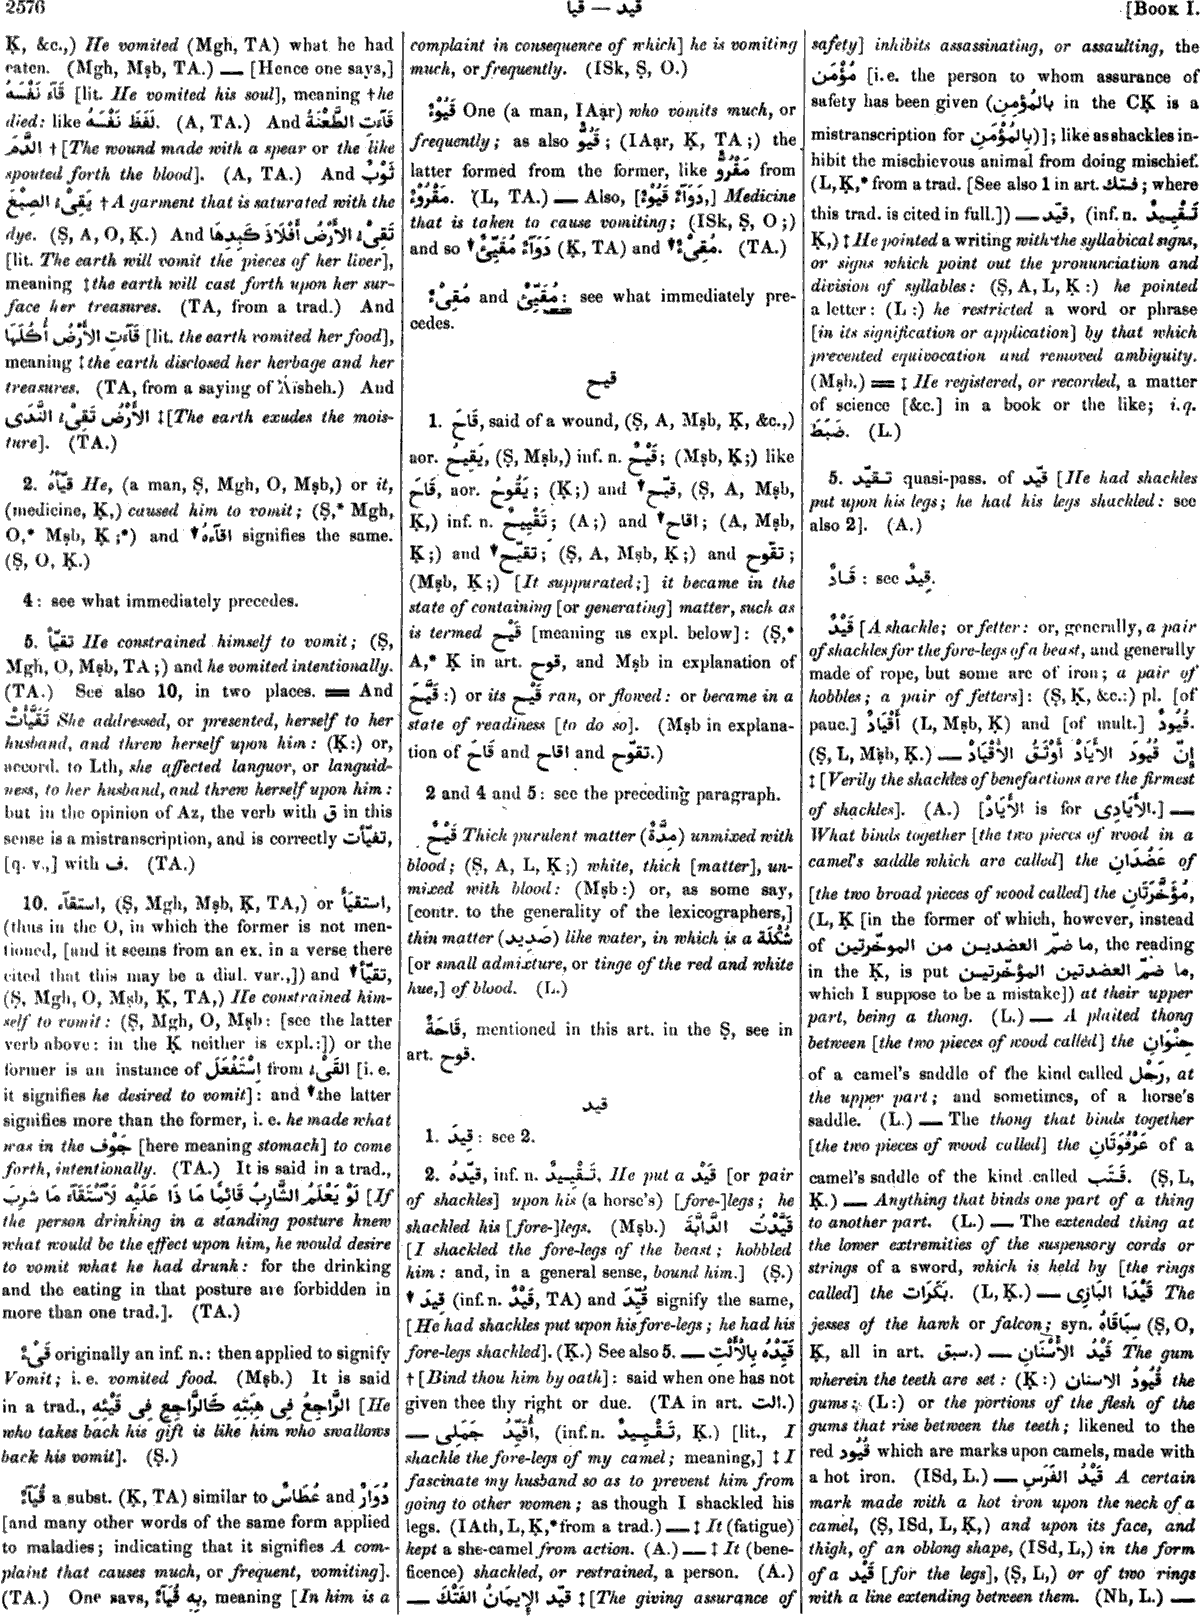 2576
قيد — قيا
[Book I.
Ḳ, &c.,) He vomited (Mgh, TA) what he had
eaten. (Mgh, Mṣb, TA.) — [Hence one says,]
قَآءَ نَفْسَهُ [lit. He vomited his soul], meaning † he
died: like لَفَظَ نَفْسَهُ. (A, TA.) And قَآءَتِ الطَّعْنَةُ
الدَّمَ † [The wound made with a spear or the like
spouted forth the blood]. (A, TA.) And ثَوْبٌ
يَقِىْءُ الصِّبْغَ † A garment that is saturated with the
dye. (Ṣ, A, O, Ḳ.) And تَقِىْءُ الأَرْضُ أَفْلَاذَ كَبِدِهَا
[lit. The earth will vomit the pieces of her liver],
meaning ‡ the earth will cast forth upon her sur-
face her treasures. (TA, from a trad.) And
قَآءَتِ الأَرْضُ أُكُلَهَا [lit. the earth vomited her food],
meaning ‡ the earth disclosed her herbage and her
treasures. (TA, from a saying of ʿÁïsheh.) And
الأَرْضُ تَقِىْءُ النَّدَى ‡ [The earth exudes the mois-
ture]. (TA.)
2. قيّأهُ He, (a man, Ṣ, Mgh, O, Mṣb,) or it,
(medicine, Ḳ,) caused him to vomit; (Ṣ,* Mgh,
O,* Mṣb, Ḳ;*) and ▾ اقآءهُ signifies the same.
(Ṣ, O, Ḳ.)
4: see what immediately precedes.
5. تقيّأ He constrained himself to vomit; (Ṣ,
Mgh, O, Mṣb, TA;) and he vomited intentionally.
(TA.) See also 10, in two places. ＝ And
تَقَيَّأَتْ She addressed, or presented, herself to her
husband, and threw herself upon him: (Ḳ:) or,
accord. to Lth, she affected languor, or languid-
ness, to her husband, and threw herself upon him:
but in the opinion of Az, the verb with ق in this
sense is a mistranscription, and is correctly تفيّأت,
[q. v.,] with ف. (TA.)
10. استقآء, (Ṣ, Mgh, Mṣb, Ḳ, TA,) or استقيأ,
(thus in the O, in which the former is not men-
tioned, [and it seems from an ex. in a verse there
cited that this may be a dial. var.,]) and ▾ تقيّأ,
(Ṣ, Mgh, O, Mṣb, Ḳ, TA,) He constrained him-
self to vomit: (Ṣ, Mgh, O, Mṣb: [see the latter
verb above: in the Ḳ neither is expl.:]) or the
former is an instance of اِسْتَفْعَلَ from القَىْءُ [i. e.
it signifies he desired to vomit]: and ▾ the latter
signifies more than the former, i. e. he made what
was in the جَوْف [here meaning stomach] to come
forth, intentionally. (TA.) It is said in a trad.,
لَوْ يَعْلَمُ الشَّارِبُ قَائِمًا مَا ذَا عَلَيْهِ لَاسْتَقَآءَ مَا شَرِبَ [If
the person drinking in a standing posture knew
what would be the effect upon him, he would desire
to vomit what he had drunk: for the drinking
and the eating in that posture are forbidden in
more than one trad.]. (TA.)
قَىْءٌ originally an inf. n.: then applied to signify
Vomit; i. e. vomited food. (Mṣb.) It is said
in a trad., الرَّاجِعُ فِى هِبَتِهِ كَالرَّاجِعِ فِى قَيْئِهِ [He
who takes back his gift is like him who swallows
back his vomit]. (Ṣ.)
قُيَآءٌ a subst. (Ḳ, TA) similar to عُطَاسٌ and دُوَارٌ
[and many other words of the same form applied
to maladies; indicating that it signifies A com-
plaint that causes much, or frequent, vomiting].
(TA.) One says, بِهِ قُيَآءٌ, meaning [In him is a
complaint in consequence of which] he is vomiting
much, or frequently. (ISk, Ṣ, O.)
قَيُوْءٌ One (a man, IAạr) who vomits much, or
frequently; as also قَيُوٌّ; (IAạr, Ḳ, TA;) the
latter formed from the former, like مَقْرُوٌّ from
مَقْرُوْءٌ. (L, TA.) — Also, [دَوَآءٌ قَيُوْءٌ,] Medicine
that is taken to cause vomiting; (ISk, Ṣ, O;)
and so ▾ دَوَآءٌ مُقَيِّئٌ (Ḳ, TA) and ▾ مُقِىْءٌ. (TA.)
مُقِىْءٌ and مُقَيِّئٌ: see what immediately pre-
cedes.
قيح
1. قَاحَ, said of a wound, (Ṣ, A, Mṣb, Ḳ, &c.,)
aor. يَقِيحُ, (Ṣ, Mṣb,) inf. n. قَيْحٌ; (Mṣb, Ḳ;) like
قَاحَ, aor. يَقُوحُ; (Ḳ;) and ▾ قيّح, (Ṣ, A, Mṣb,
Ḳ,) inf. n. تَقْيِيحٌ; (A;) and ▾ اقاح; (A, Mṣb,
Ḳ;) and ▾ تقيّح; (Ṣ, A, Mṣb, Ḳ;) and تقوّح;
(Mṣb, Ḳ;) [It suppurated;] it became in the
state of containing [or generating] matter, such as
is termed قَيْح [meaning as expl. below]: (Ṣ,*
A,* Ḳ in art. قوح, and Mṣb in explanation of
قَيَّحَ:) or its قَيْح ran, or flowed: or became in a
state of readiness [to do so]. (Mṣb in explana-
tion of قَاحَ and اقاح and تقوّح.)
2 and 4 and 5: see the preceding paragraph.
قَيْحٌ Thick purulent matter (مِدَّةٌ) unmixed with
blood; (Ṣ, A, L, Ḳ;) white, thick [matter], un-
mixed with blood: (Mṣb:) or, as some say,
[contr. to the generality of the lexicographers,]
thin matter (صَدِيد) like water, in which is a شُكْلَة
[or small admixture, or tinge of the red and white
hue,] of blood. (L.)
قَاحَةٌ, mentioned in this art. in the Ṣ, see in
art. قوح.
قيد
1. قِيدَ: see 2.
2. قيّدهُ, inf. n. تَقْيِيدٌ, He put a قَيْد [or pair
of shackles] upon his (a horse's) [fore-]legs; he
shackled his [fore-]legs. (Mṣb.) قَيَّدْتُ الدَّابَّةَ
[I shackled the fore-legs of the beast; hobbled
him: and, in a general sense, bound him.] (Ṣ.)
▾ قِيدَ (inf. n. قَيْدٌ, TA) and قُيِّدَ signify the same,
[He had shackles put upon his fore-legs; he had his
fore-legs shackled]. (Ḳ.) See also 5. — قَيِّدْهُ بِالْأَلْتِ
† [Bind thou him by oath]: said when one has not
given thee thy right or due. (TA in art. الت.)
— أُقَيِّدُ جَمَلِى, (inf. n. تَقْيِيدٌ, Ḳ.) [lit., I
shackle the fore-legs of my camel; meaning,] ‡ I
fascinate my husband so as to prevent him from
going to other women; as though I shackled his
legs. (IAth, L, Ḳ,* from a trad.) — ‡ It (fatigue)
kept a she-camel from action. (A.) — ‡ It (bene-
ficence) shackled, or restrained, a person. (A.)
— قَيَّدَ الإِيمَانُ الفَتْكَ ‡ [The giving assurance of
safety] inhibits assassinating, or assaulting, the
مُؤْمَن [i. e. the person to whom assurance of
safety has been given (بالمُؤْمِنِ in the CḲ is a
mistranscription for بِالمُؤْمَنِ)]; like as shackles in-
hibit the mischievous animal from doing mischief.
(L, Ḳ,* from a trad. [See also 1 in art. فتك; where
this trad. is cited in full.]) — قيّد, (inf. n. تَقْيِيدٌ,
Ḳ,) ‡ He pointed a writing with the syllabical signs,
or signs which point out the pronunciation and
division of syllables: (Ṣ, A, L, Ḳ:) he pointed
a letter: (L:) he restricted a word or phrase
[in its signification or application] by that which
prevented equivocation and removed ambiguity.
(Mṣb.) ＝ ‡ He registered, or recorded, a matter
of science [&c.] in a book or the like; i. q.
ضَبَطَ. (L.)
5. تقيّد quasi-pass. of قيّد [He had shackles
put upon his legs; he had his legs shackled: see
also 2]. (A.)
قَادٌ: see قِيدٌ.
قَيْدٌ [A shackle; or fetter: or, generally, a pair
of shackles for the fore-legs of a beast, and generally
made of rope, but some are of iron; a pair of
hobbles; a pair of fetters]: (Ṣ, Ḳ, &c.:) pl. [of
pauc.] أَقْيَادٌ (L, Mṣb, Ḳ) and [of mult.] قُيُودٌ.
(Ṣ, L, Mṣb, Ḳ.) — إِنَّ قُيُودَ الأَيَادِ أَوْثَقُ الأَقْيَادِ
‡ [Verily the shackles of benefactions are the firmest
of shackles]. (A.) [الأَيَادِ is for الأَيَادِى.] —
What binds together [the two pieces of wood in a
camel's saddle which are called] the عَضُدَانِ of
[the two broad pieces of wood called] the مُؤَخَّرَتَانِ,
(L, Ḳ [in the former of which, however, instead
of ما ضمّ العضدين من الموخّرتين, the reading
in the Ḳ, is put ما ضمّ العضدتين المؤخّرتين,
which I suppose to be a mistake]) at their upper
part, being a thong. (L.) — A plaited thong
between [the two pieces of wood called] the حِنْوَانِ
of a camel's saddle of the kind called رَحْل, at
the upper part; and sometimes, of a horse's
saddle. (L.) — The thong that binds together
[the two pieces of wood called] the عَرْقُوَتَانِ of a
camel's saddle of the kind called قَتَب. (Ṣ, L,
Ḳ.) — Anything that binds one part of a thing
to another part. (L.) — The extended thing at
the lower extremities of the suspensory cords or
strings of a sword, which is held by [the rings
called] the بَكَرَات. (L, Ḳ.) — قَيْدَا البَازِى The
jesses of the hawk or falcon; syn. سِبَاقَاهُ (Ṣ, O,
Ḳ, all in art. سبق.) — قَيْدُ الأَسْنَانِ The gum
wherein the teeth are set: (Ḳ:) قُيُودُ الاسنان the
gums; (L:) or the portions of the flesh of the
gums that rise between the teeth; likened to the
red قُيُود which are marks upon camels, made with
a hot iron. (ISd, L.) — قَيْدُ الفَرَسِ A certain
mark made with a hot iron upon the neck of a
camel, (Ṣ, ISd, L, Ḳ,) and upon its face, and
thigh, of an oblong shape, (ISd, L,) in the form
of a قَيْد [for the legs], (Ṣ, L,) or of two rings
with a line extending between them. (Nh, L.) —